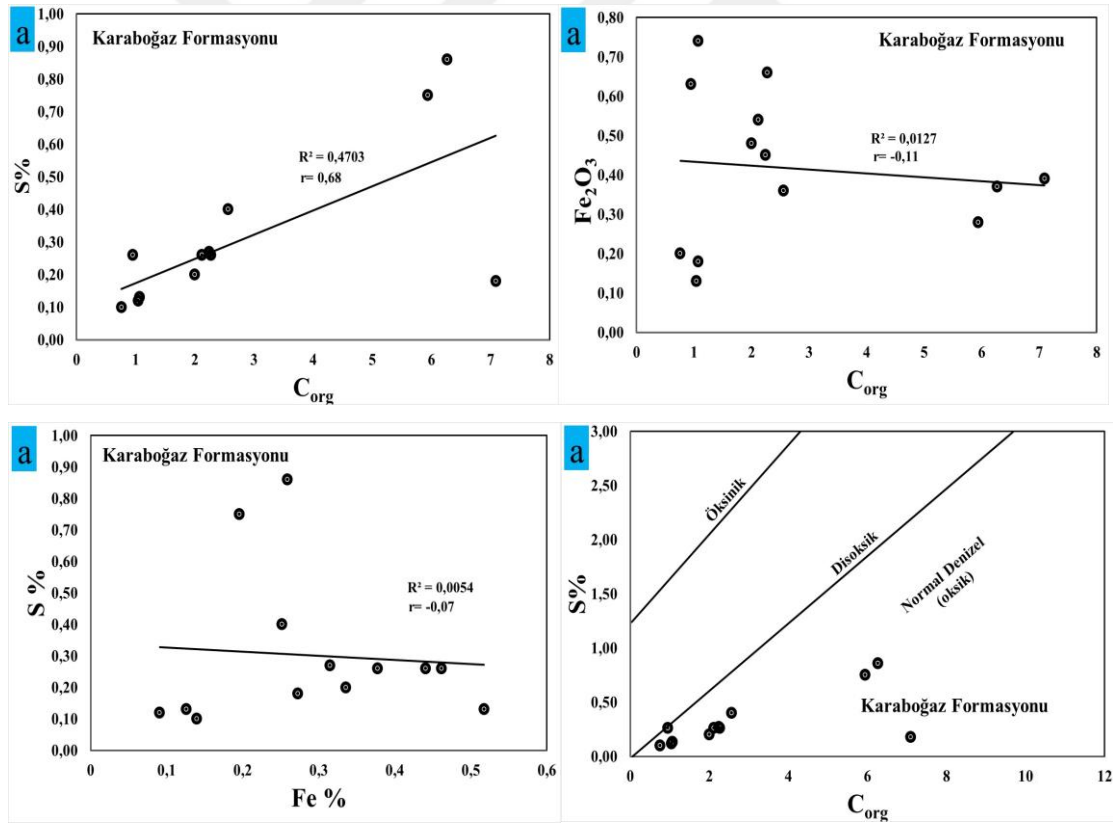 a
Karaboğaz Formasyonu
1,00
0,90
0,80
0,70
0,60
0,50
0,40
0,30
0,20
0,10
0,00
S%
R² = 0,4703
r= 0,68
0 1 2 3 4 5 6 7 8
C_org
a
Karaboğaz Formasyonu
0,80
0,70
0,60
0,50
0,40
0,30
0,20
0,10
0,00
Fe₂O₃
R² = 0,0127
r= -0,11
0 1 2 3 4 5 6 7 8
C_org
a
Karaboğaz Formasyonu
1,00
0,90
0,80
0,70
0,60
0,50
0,40
0,30
0,20
0,10
0,00
S %
R² = 0,0054
r= -0,07
0 0,1 0,2 0,3 0,4 0,5 0,6
Fe %
a
3,00
2,50
2,00
1,50
1,00
0,50
0,00
S%
Öksinik
Disoksik
Normal Denizel
(oksik)
Karaboğaz Formasyonu
0 2 4 6 8 10 12
C_org